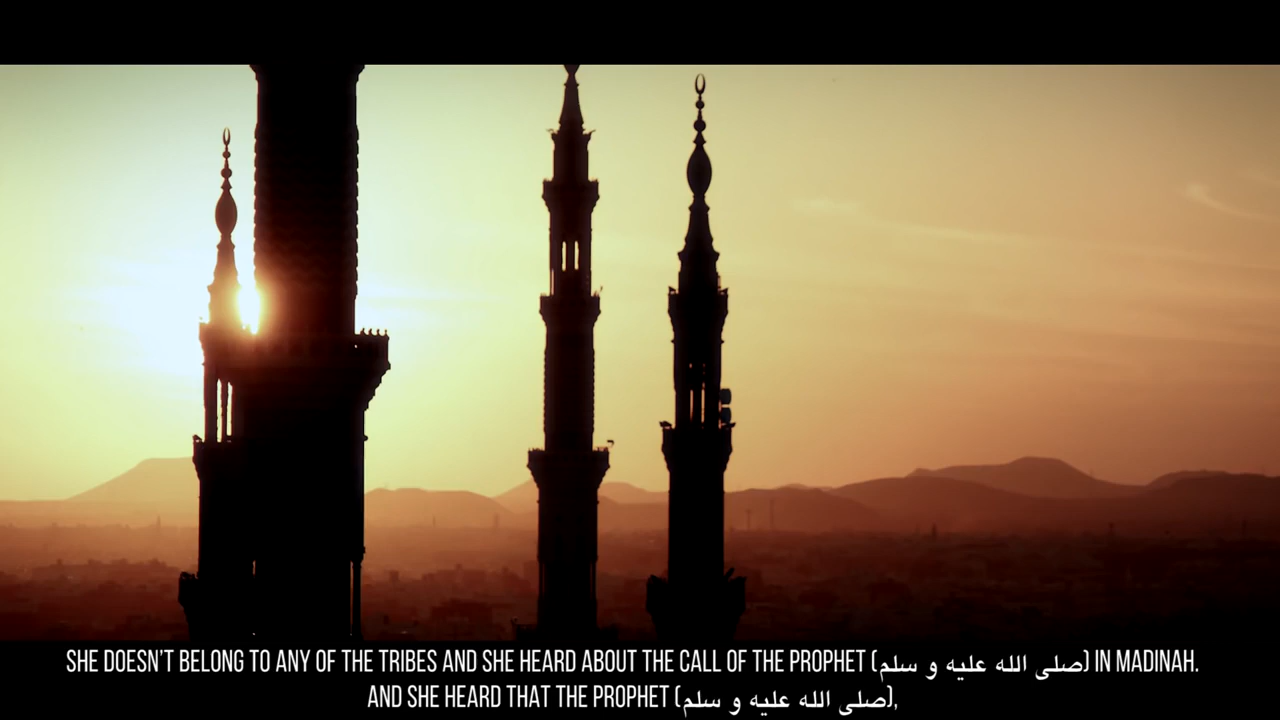 SHE DOESN'T BELONG TO ANY OF THE TRIBES AND SHE HEARD ABOUT THE CALL OF THE PROPHET (صلى الله عليه و سلم) IN MADINAH.
AND SHE HEARD THAT THE PROPHET (صلى الله عليه و سلم),